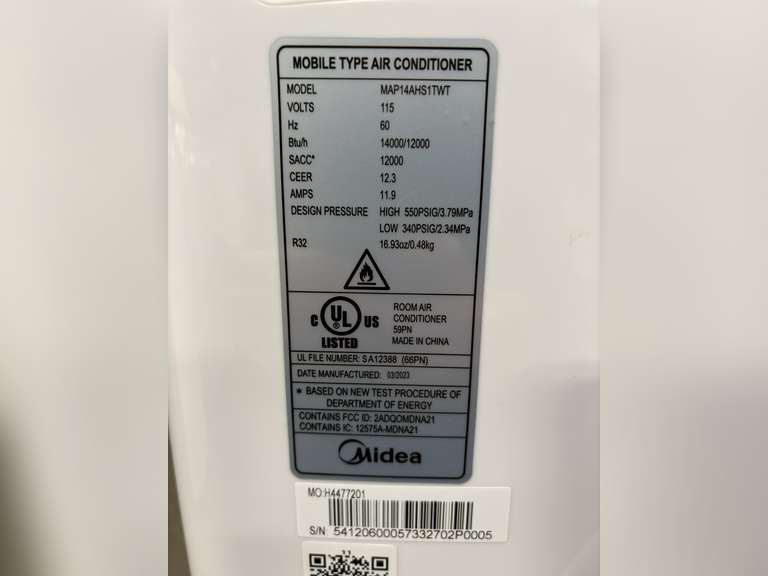 MOBILE TYPE AIR CONDITIONER
MODEL MAP14AHS1TWT
VOLTS 115
Hz 60
Btu/h 14000/12000
SACC* 12000
CEER 12.3
AMPS 11.9
DESIGN PRESSURE HIGH 550PSIG/3.79MPa
LOW 340PSIG/2.34MPa
R32 16.93oz/0.48kg
C UL US
LISTED
ROOM AIR
CONDITIONER
59PN
MADE IN CHINA
UL FILE NUMBER: SA12388 (66PN)
DATE MANUFACTURED: 03/2023
* BASED ON NEW TEST PROCEDURE OF
DEPARTMENT OF ENERGY
CONTAINS FCC ID: 2ADQOMDNA21
CONTAINS IC: 12575A-MDNA21
Midea
MO:H4477201
S/N: 54120600057332702P0005